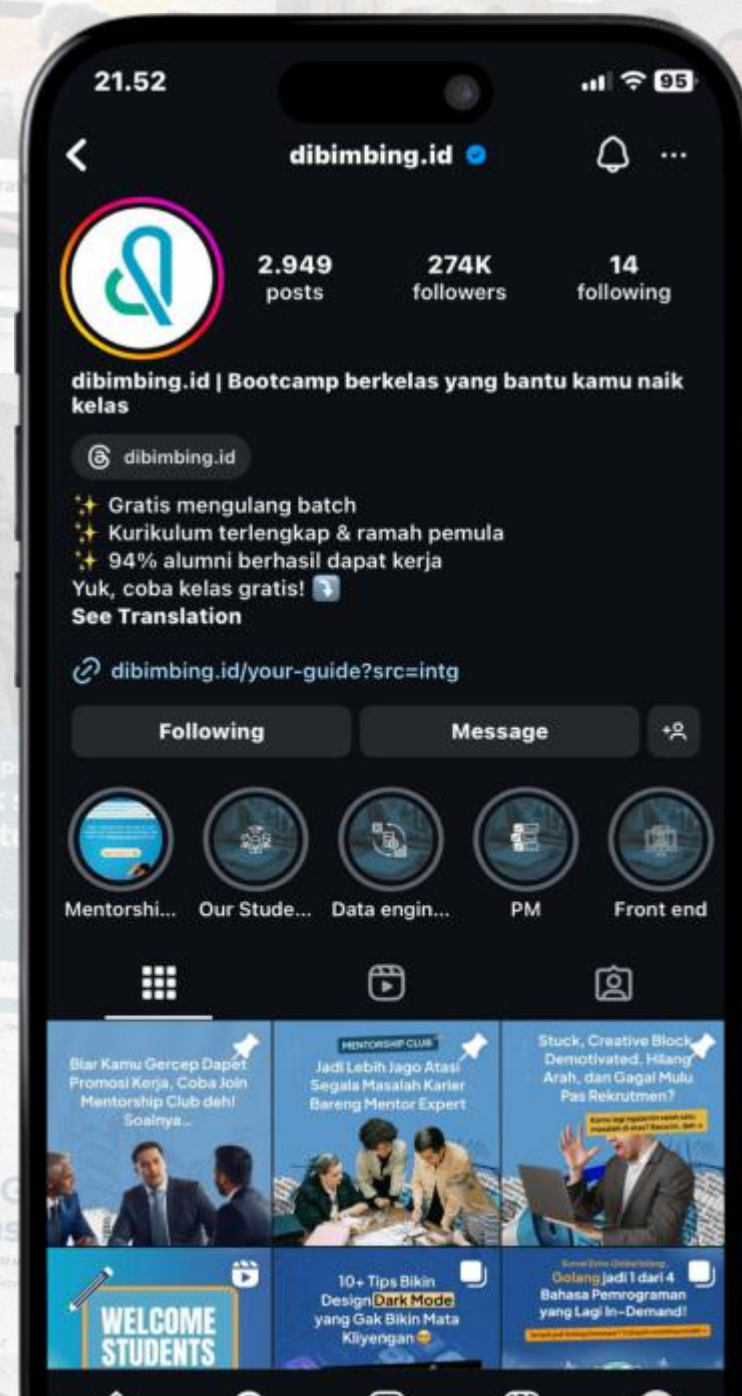 21.52
95
dibimbing.id
2.949
posts
274K
followers
14
following
dibimbing.id | Bootcamp berkelas yang bantu kamu naik
kelas
dibimbing.id
✨ Gratis mengulang batch
✨ Kurikulum terlengkap & ramah pemula
✨ 94% alumni berhasil dapat kerja
Yuk, coba kelas gratis! ⤵️
See Translation
dibimbing.id/your-guide?src=intg
Following
Message
Mentorshi...
Our Stude...
Data engin...
PM
Front end
Biar Kamu Gercep Dapet
Promosi Kerja, Coba Join
Mentorship Club deh!
Soalnya...
MENTORSHIP CLUB
Jadi Lebih Jago Atasi
Segala Masalah Karier
Bareng Mentor Expert
Stuck, Creative Block,
Demotivated, Hilang
Arah, dan Gagal Mulu
Pas Rekrutmen?
WELCOME
STUDENTS
10+ Tips Bikin
Design Dark Mode
yang Gak Bikin Mata
Kliyengan
Golang jadi 1 dari 4
Bahasa Pemrograman
yang Lagi In-Demand!